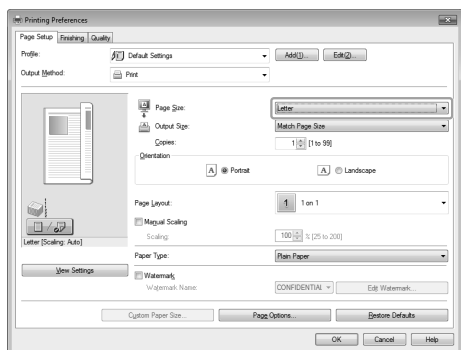 Printing Preferences
Page Setup Finishing Quality
Profile: Default Settings Add(1)... Edit(2)...
Output Method: Print
Page Size: Letter
Output Size: Match Page Size
Copies: 1 [1 to 99]
Orientation
A Portrait A Landscape
Page Layout: 1 1 on 1
Manual Scaling
Scaling: 100 % [25 to 200]
Letter [Scaling: Auto]
Paper Type: Plain Paper
View Settings
Watermark
Watermark Name: CONFIDENTIAL Edit Watermark...
Custom Paper Size... Page Options... Restore Defaults
OK Cancel Help